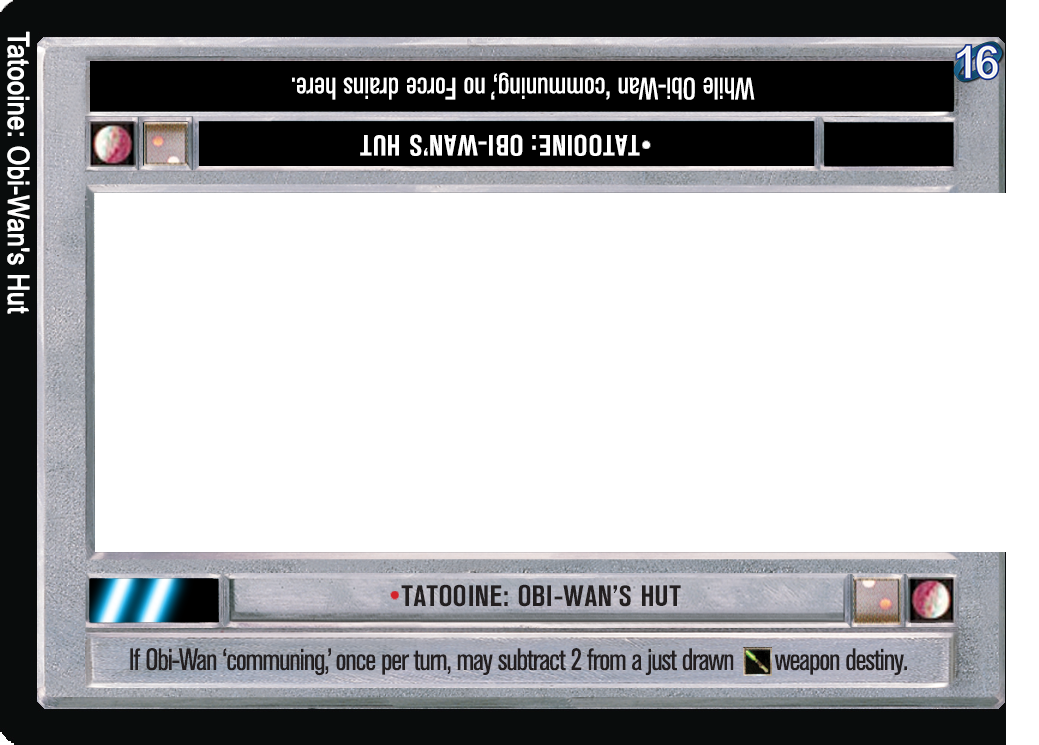 Tatooine: Obi-Wan's Hut
16
While Obi-Wan ‘communing,’ no Force drains here.
•TATOOINE: OBI-WAN’S HUT
•TATOOINE: OBI-WAN’S HUT
If Obi-Wan ‘communing,’ once per turn, may subtract 2 from a just drawn weapon destiny.